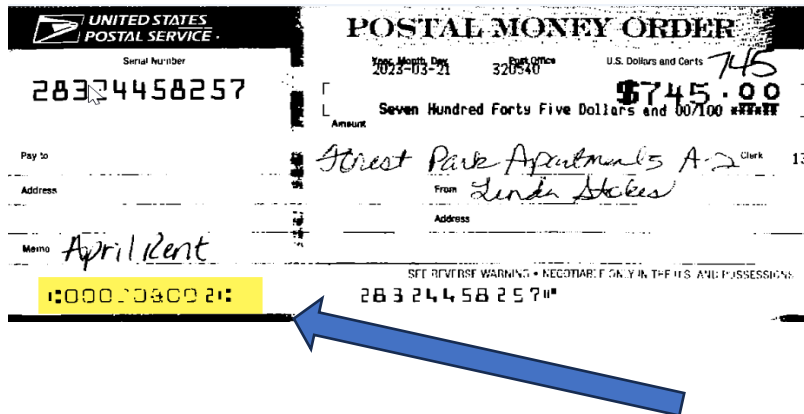 UNITED STATES POSTAL SERVICE.
POSTAL MONEY ORDER
Serial Number
28324458257
Year, Month, Day
Post Office
U.S. Dollars and Cents
745
2023-03-21
320540
$745.00
Seven Hundred Forty Five Dollars and 00/100
Amount
Pay to
Forest Park Apartments A-2
Clerk
Address
From
Linda Stokes
Address
Memo
April Rent
SEE REVERSE WARNING • NEGOTIABLE ONLY IN THE U.S. AND POSSESSIONS
28324458257